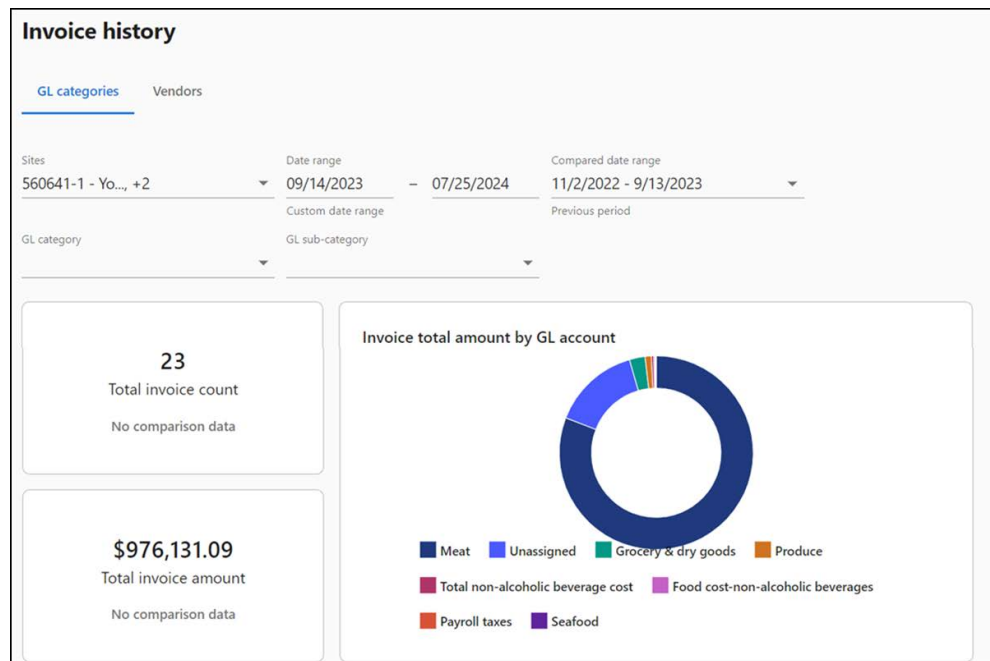 Invoice history
GL categories Vendors
Sites Date range Compared date range
560641-1 - Yo..., +2 09/14/2023 – 07/25/2024 11/2/2022 - 9/13/2023
Custom date range Previous period
GL category GL sub-category
23
Total invoice count
No comparison data
$976,131.09
Total invoice amount
No comparison data
Invoice total amount by GL account
Meat Unassigned Grocery & dry goods Produce
Total non-alcoholic beverage cost Food cost-non-alcoholic beverages
Payroll taxes Seafood